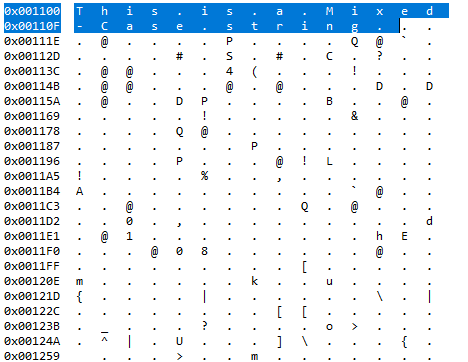 0x001100 T h i s . i s . a . M i x e d
0x00110F - C a s e . s t r i n g . . .
0x00111E . @ . . . . P . . . . Q @ ` .
0x00112D . . . . # . S . # . C . ? . .
0x00113C . @ @ . . . 4 ( . . . ! . . .
0x00114B . @ @ . . . @ . @ . . . D . D
0x00115A . @ . . D P . . . . . B . @ .
0x001169 . . . . . ! . . . . . & . . .
0x001178 . . . . Q @ . . . . . . . . .
0x001187 . . . . . . . P . . . . . . .
0x001196 . . . . P . . . @ ! L . . . .
0x0011A5 ! . . . . % . . , . . . . . .
0x0011B4 A . . . . . . . . . . ` @ . .
0x0011C3 . . @ . . . . . . Q . @ . . .
0x0011D2 . . 0 . , . . . . . . . . . d
0x0011E1 . @ 1 . . . . . . . . . h E .
0x0011F0 . . . @ 0 8 . . . . . . @ . .
0x0011FF . . . . . . . . . [ . . . . .
0x00120E m . . . . . . k . . u . . . .
0x00121D { . . . . | . . . . . . \ . |
0x00122C . . . . . . . . [ [ . . . . .
0x00123B . _ . . . ? . . . . o > . . .
0x00124A . ^ | . U . . . ] \ . . . { .
0x001259 . . . . > . . m . . . . . . .